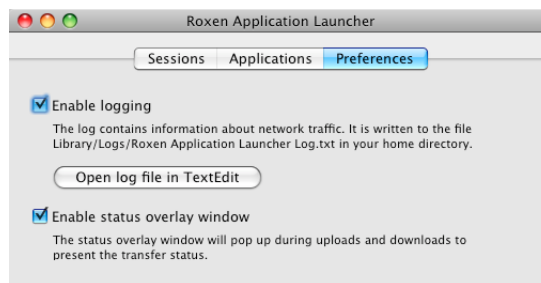 Roxen Application Launcher
Sessions Applications Preferences
Enable logging
The log contains information about network traffic. It is written to the file
Library/Logs/Roxen Application Launcher Log.txt in your home directory.
Open log file in TextEdit
Enable status overlay window
The status overlay window will pop up during uploads and downloads to
present the transfer status.